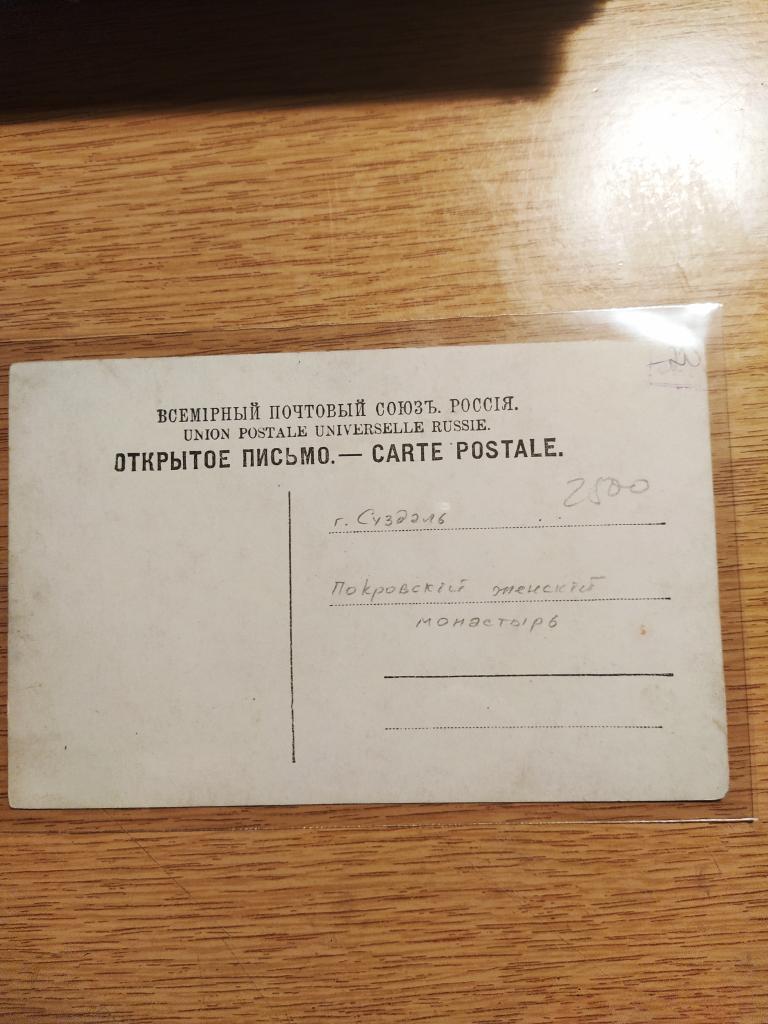 ВСЕМІРНЫЙ ПОЧТОВЫЙ СОЮЗЪ. РОССІЯ.
UNION POSTALE UNIVERSELLE RUSSIE.
ОТКРЫТОЕ ПИСЬМО.— CARTE POSTALE.
2500
г. Суздаль
Покровскій женскій
монастырь